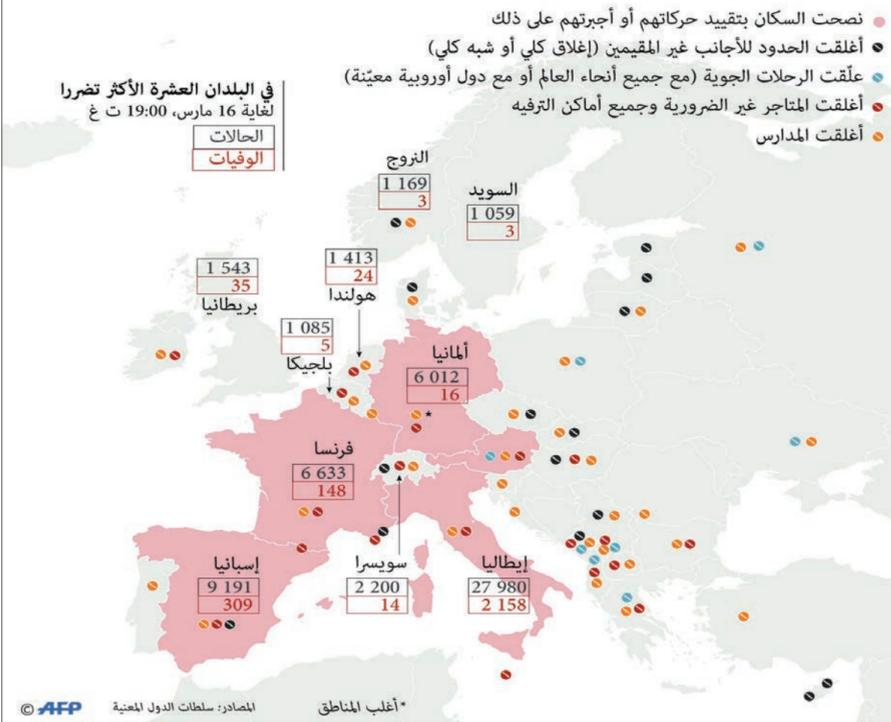 نصحت السكان بتقييد حركاتهم أو أجبرتهم على ذلك
أغلقت الحدود للأجانب غير المقيمين (إغلاق كلي أو شبه كلي)
علّقت الرحلات الجوية (مع جميع أنحاء العالم أو مع دول أوروبية معيّنة)
أغلقت المتاجر غير الضرورية وجميع أماكن الترفيه
أغلقت المدارس
في البلدان العشرة الأكثر تضررا
لغاية 16 مارس، 19:00 ت غ
الحالات
الوفيات
النروج
1 169
3
السويد
1 059
3
1 413
24
هولندا
1 543
35
بريطانيا
1 085
5
بلجيكا
ألمانيا
6 012
16
*
فرنسا
6 633
148
إسبانيا
9 191
309
سويسرا
2 200
14
إيطاليا
27 980
2 158
*أغلب المناطق
المصادر: سلطات الدول المعنية
© AFP